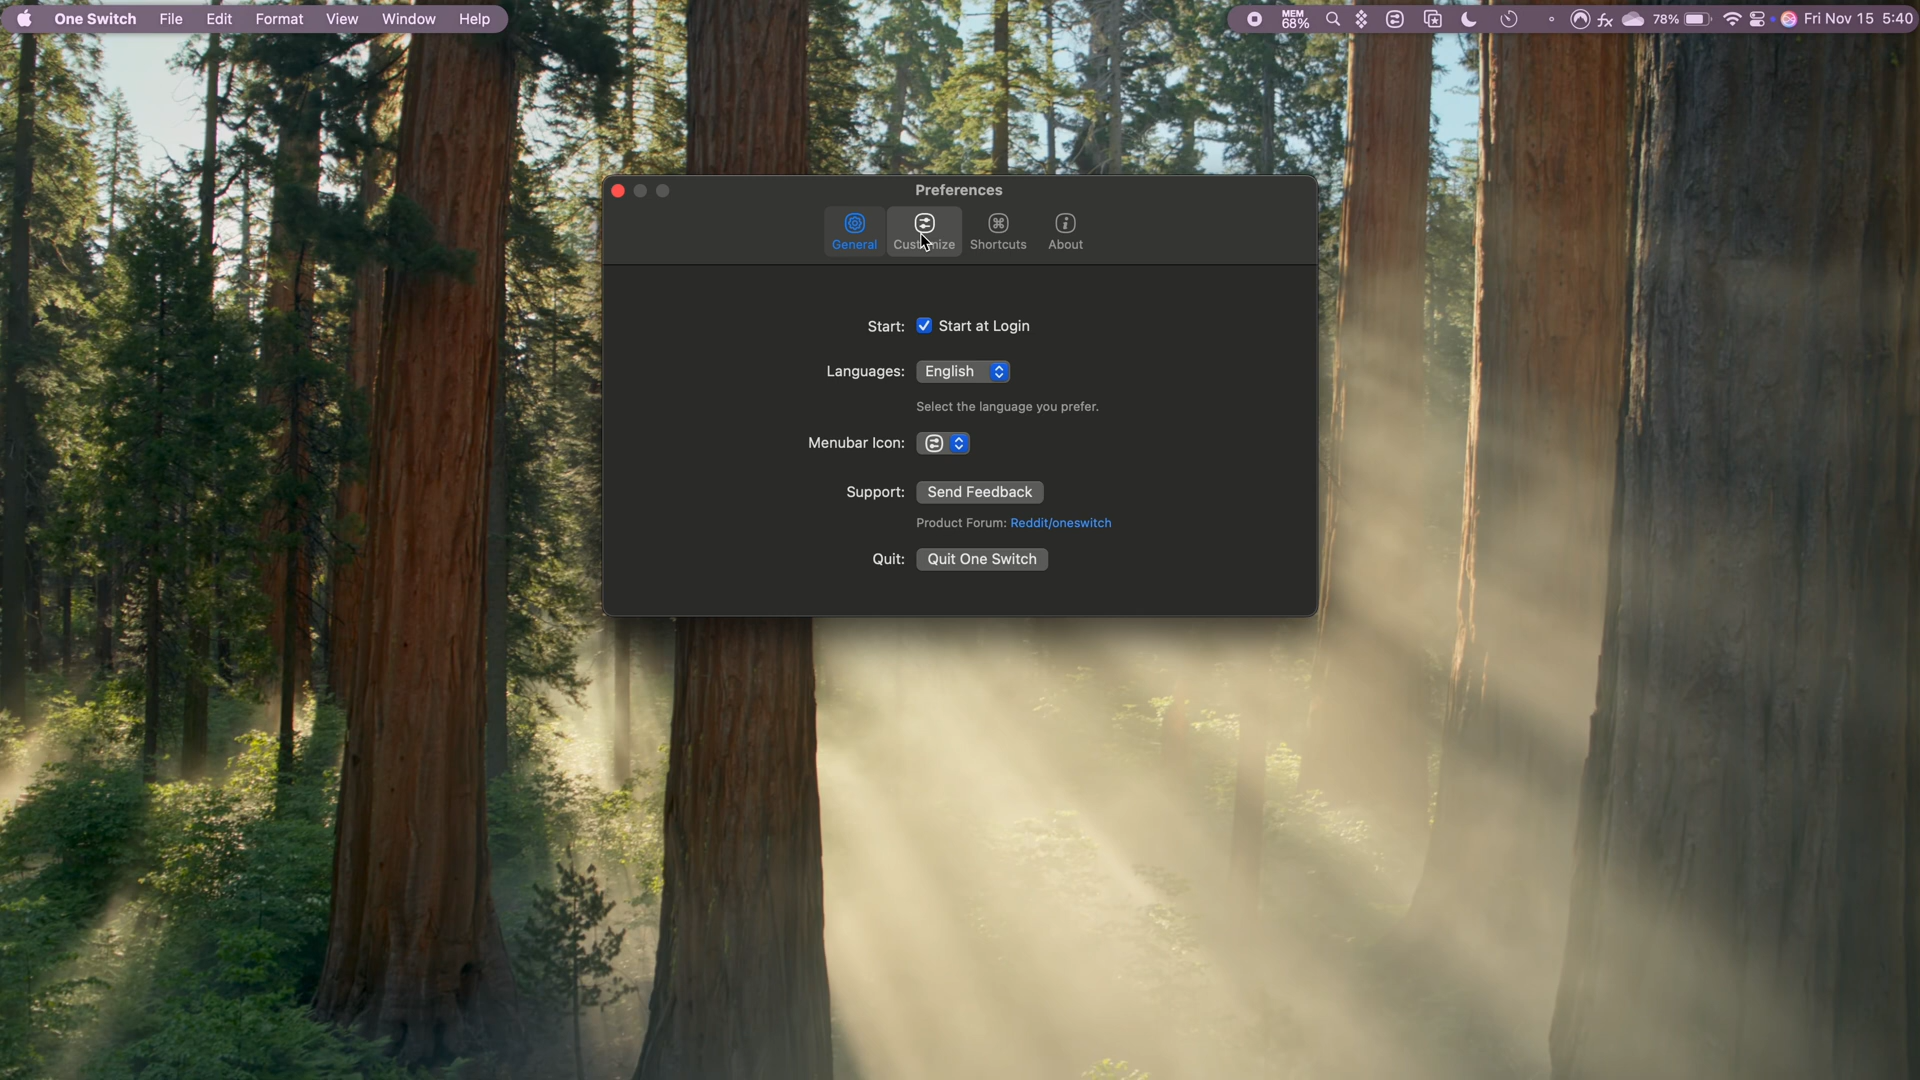 One Switch File Edit Format View Window Help
MEM 68% 78% Fri Nov 15 5:40
Preferences
General Customize Shortcuts About
Start: Start at Login
Languages: English
Select the language you prefer.
Menubar Icon:
Support: Send Feedback
Product Forum: Reddit/oneswitch
Quit: Quit One Switch